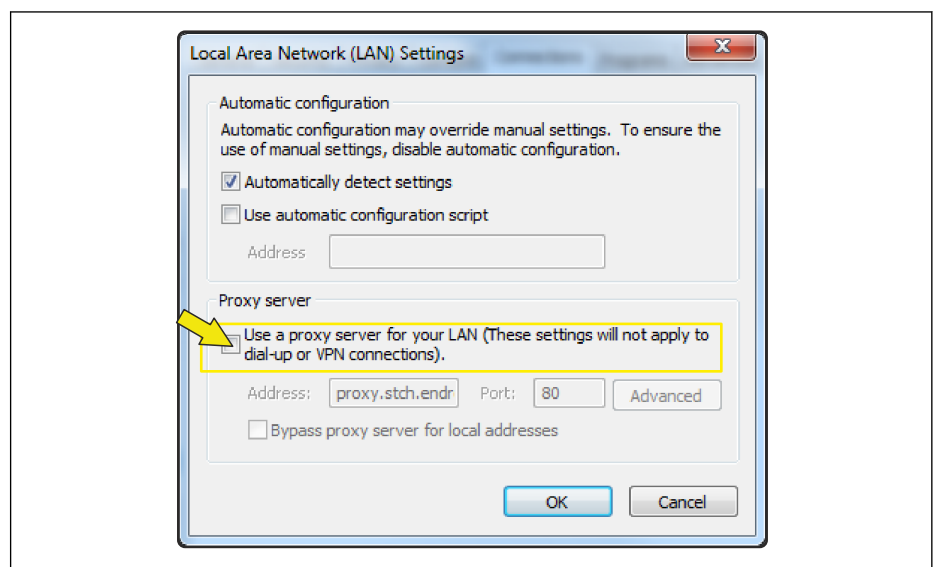 Local Area Network (LAN) Settings
Automatic configuration
Automatic configuration may override manual settings. To ensure the
use of manual settings, disable automatic configuration.
Automatically detect settings
Use automatic configuration script
Address
Proxy server
Use a proxy server for your LAN (These settings will not apply to
dial-up or VPN connections).
Address: proxy.stch.endr Port: 80 Advanced
Bypass proxy server for local addresses
OK Cancel